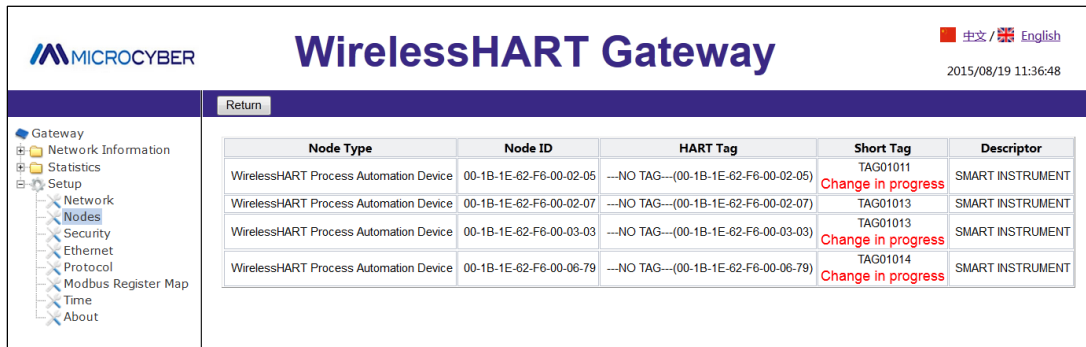 MICROCYBER
WirelessHART Gateway
中文 / English
2015/08/19 11:36:48
Return
Gateway
Network Information
Statistics
Setup
Network
Nodes
Security
Ethernet
Protocol
Modbus Register Map
Time
About
Node Type Node ID HART Tag Short Tag Descriptor
WirelessHART Process Automation Device 00-1B-1E-62-F6-00-02-05 ---NO TAG---(00-1B-1E-62-F6-00-02-05) TAG01011 SMART INSTRUMENT
Change in progress
WirelessHART Process Automation Device 00-1B-1E-62-F6-00-02-07 ---NO TAG---(00-1B-1E-62-F6-00-02-07) TAG01013 SMART INSTRUMENT
WirelessHART Process Automation Device 00-1B-1E-62-F6-00-03-03 ---NO TAG---(00-1B-1E-62-F6-00-03-03) TAG01013 SMART INSTRUMENT
Change in progress
WirelessHART Process Automation Device 00-1B-1E-62-F6-00-06-79 ---NO TAG---(00-1B-1E-62-F6-00-06-79) TAG01014 SMART INSTRUMENT
Change in progress